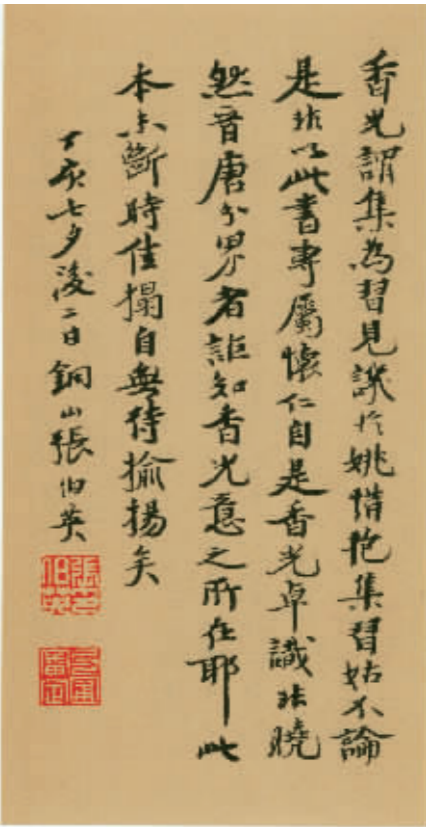 香光謂集為習見譏於姚惜抱集習姑不論
是非以此書專屬懷仁自是香光卓識非曉
然晉唐分界者詎知香光意之所在耶此
本未斷時佳搨自無待揄揚矣
丁亥七夕後二日銅山張伯英